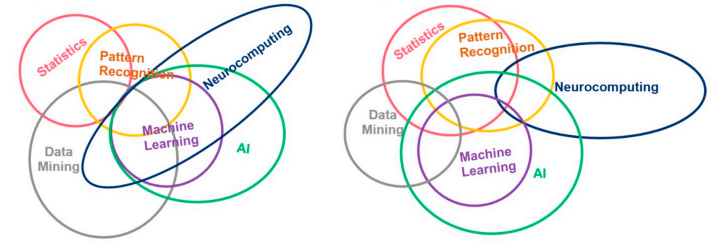 Statistics
Pattern
Recognition
Neurocomputing
Machine
Learning
AI
Data
Mining
Statistics
Pattern
Recognition
Neurocomputing
Data
Mining
Machine
Learning
AI